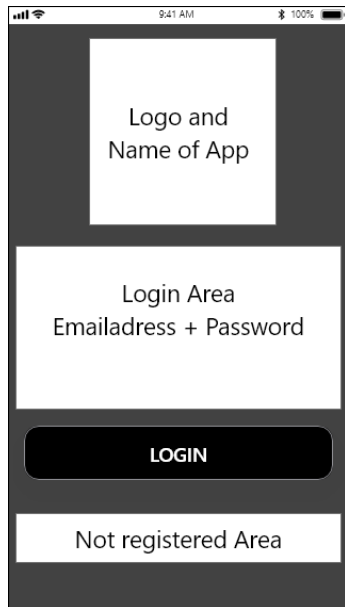 9:41 AM 100%
Logo and
Name of App
Login Area
Emailadress + Password
LOGIN
Not registered Area